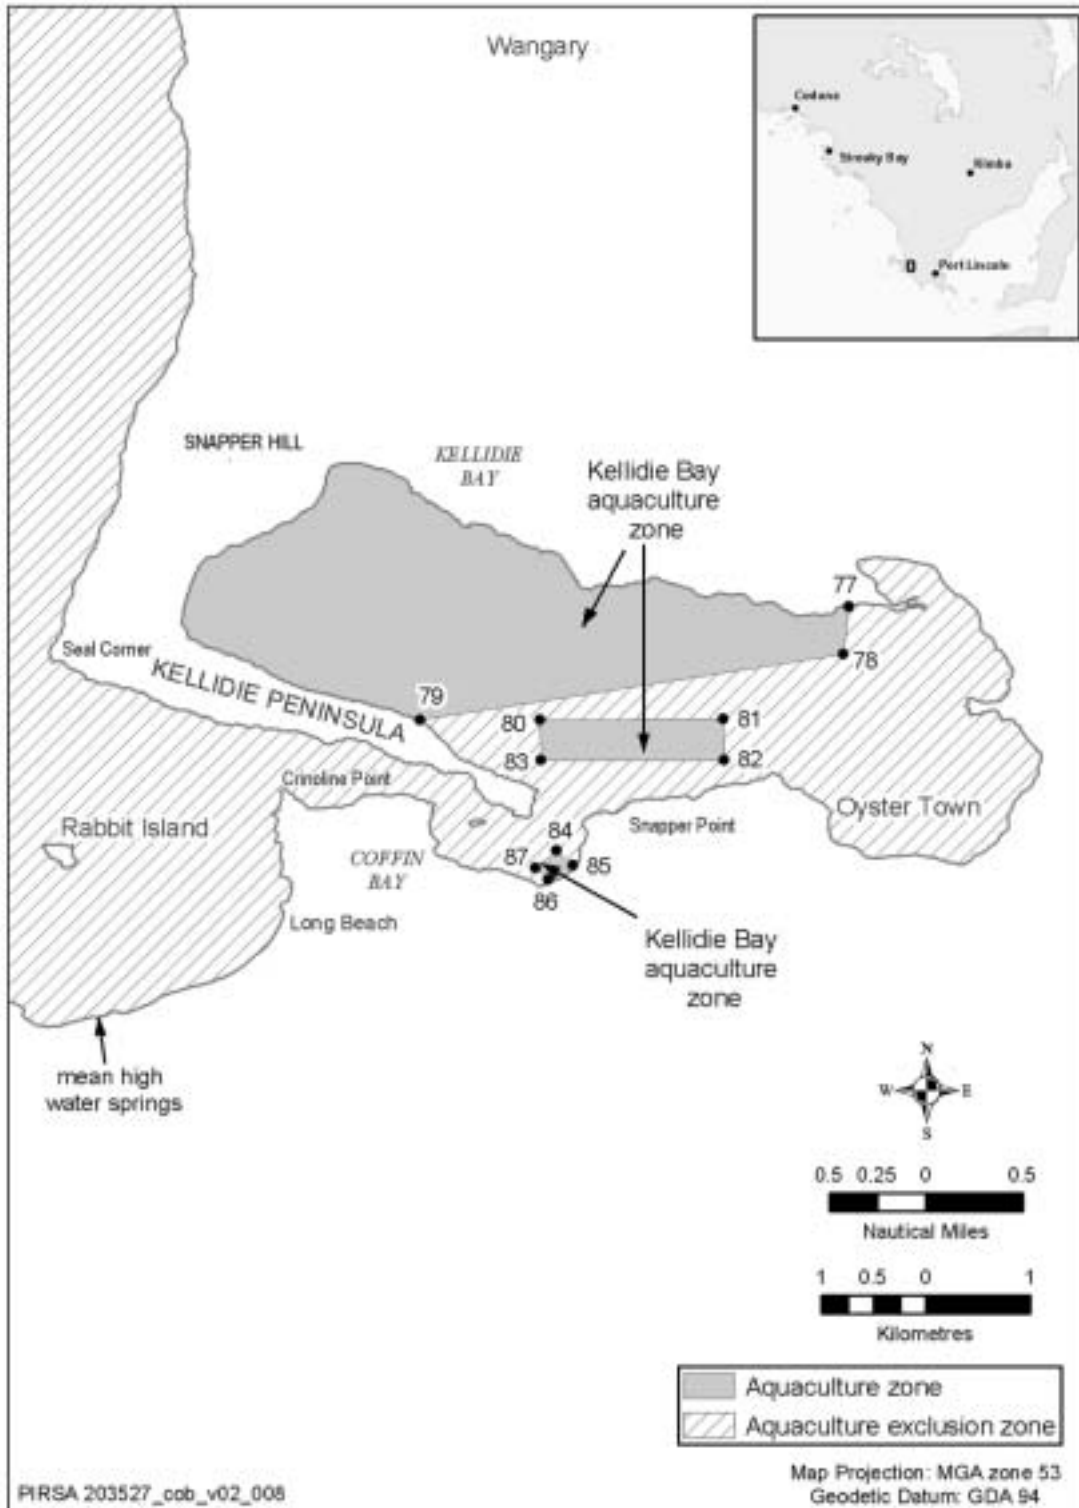 Wangary
Ceduna
Streaky Bay
Kimba
Port Lincoln
SNAPPER HILL
KELLIDIE
BAY
Kellidie Bay
aquaculture
zone
77
78
Seal Corner
KELLIDIE PENINSULA
79
80
81
83
82
Crinoline Point
Rabbit Island
Oyster Town
Snapper Point
COFFIN
BAY
84
87
85
86
Long Beach
Kellidie Bay
aquaculture
zone
mean high
water springs
N
W
E
S
0.5 0.25 0 0.5
Nautical Miles
1 0.5 0 1
Kilometres
Aquaculture zone
Aquaculture exclusion zone
PIRSA 203527_cob_v02_008
Map Projection: MGA zone 53
Geodetic Datum: GDA 94